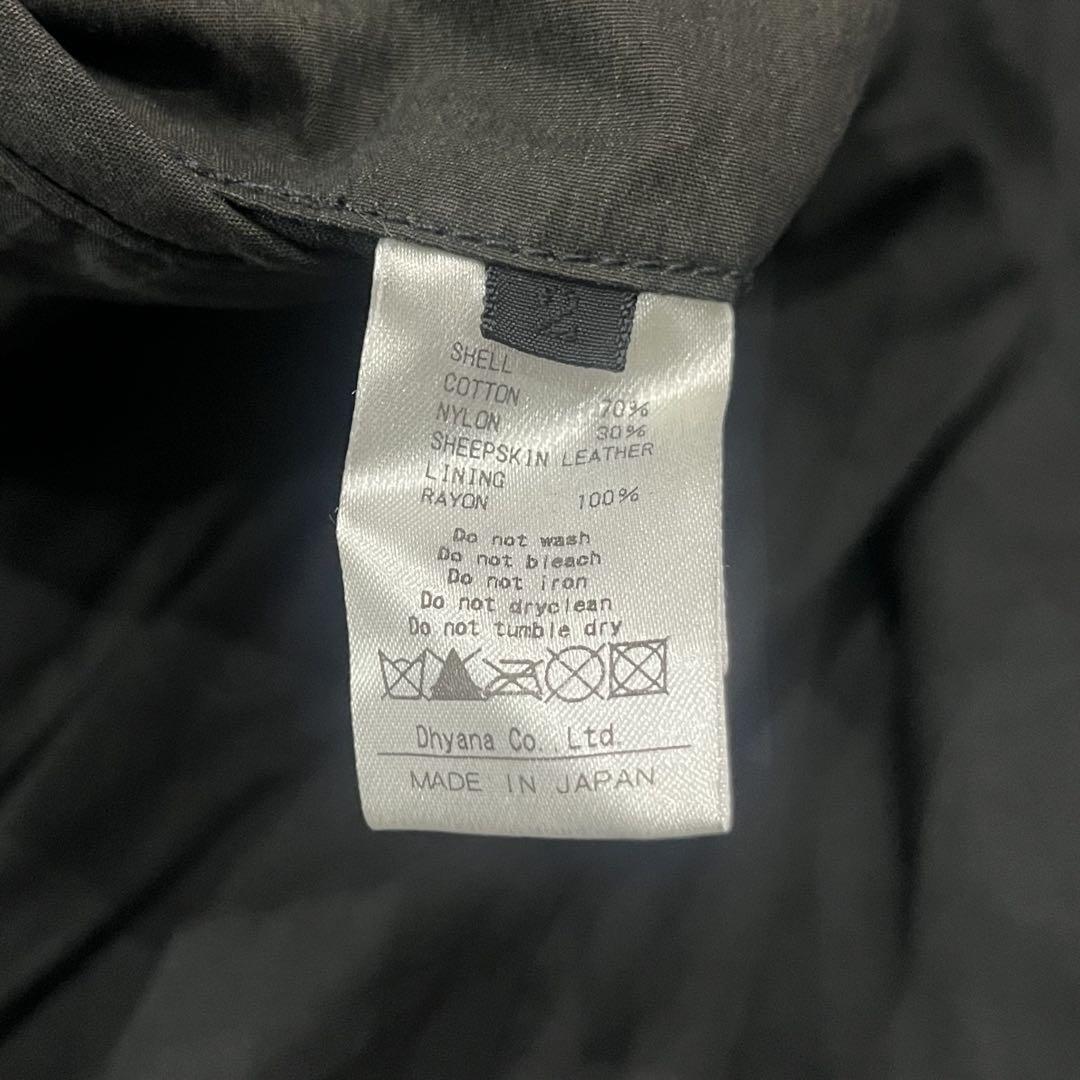 SHELL
COTTON 70%
NYLON 30%
SHEEPSKIN LEATHER
LINING
RAYON 100%
Do not wash
Do not bleach
Do not iron
Do not dryclean
Do not tumble dry
Dhyana Co.,Ltd.
MADE IN JAPAN